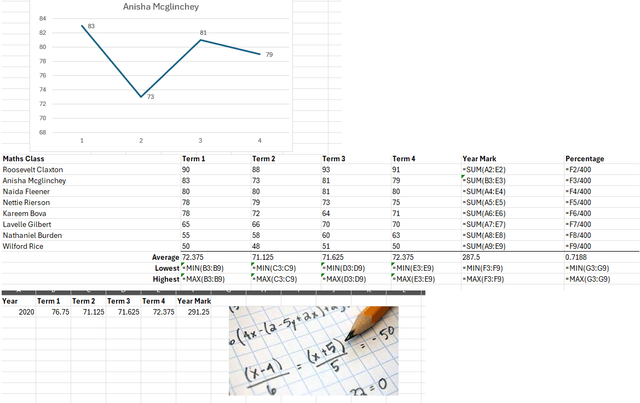 Anisha Mcglinchey
84
83
82
81
80
79
78
76
74
73
72
70
68
1 2 3 4
Maths Class Term 1 Term 2 Term 3 Term 4 Year Mark Percentage
Roosevelt Claxton 90 88 93 91 =SUM(A2:E2) =F2/400
Anisha Mcglinchey 83 73 81 79 =SUM(B3:E3) =F3/400
Naida Fleener 80 80 81 80 =SUM(A4:E4) =F4/400
Nettie Rierson 78 79 73 75 =SUM(A5:E5) =F5/400
Kareem Bova 78 72 64 71 =SUM(A6:E6) =F6/400
Lavelle Gilbert 65 66 70 70 =SUM(A7:E7) =F7/400
Nathaniel Burden 55 58 60 63 =SUM(A8:E8) =F8/400
Wilford Rice 50 48 51 50 =SUM(A9:E9) =F9/400
Average 72.375 71.125 71.625 72.375 287.5 0.7188
Lowest =MIN(B3:B9) =MIN(C3:C9) =MIN(D3:D9) =MIN(E3:E9) =MIN(F3:F9) =MIN(G3:G9)
Highest =MAX(B3:B9) =MAX(C3:C9) =MAX(D3:D9) =MAX(E3:E9) =MAX(F3:F9) =MAX(G3:G9)
Year Term 1 Term 2 Term 3 Term 4 Year Mark
2020 76.75 71.125 71.625 72.375 291.25
(4x-(2-5y+2x)
(x-4)/6 = (x+5)/5 = -50
= 0